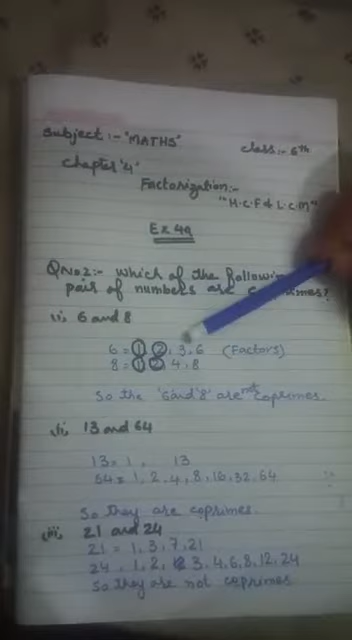 Subject :- "MATHS"
Class:- 6th
Chapter '4'
Factorization:-
"H.C.F & L.C.M"
Ex 4a
QNo2:- which of the following
pair of numbers are coprimes?
(i), 6 and 8
6 = 1, 2, 3, 6 (Factors)
8 = 1, 2, 4, 8
So the '6' and '8' are not coprimes.
(ii), 13 and 64
13 = 1, 13
64 = 1, 2, 4, 8, 16, 32, 64
So they are coprimes.
(iii), 21 and 24
21 = 1, 3, 7, 21
24 = 1, 2, 3, 4, 6, 8, 12, 24
So they are not coprimes